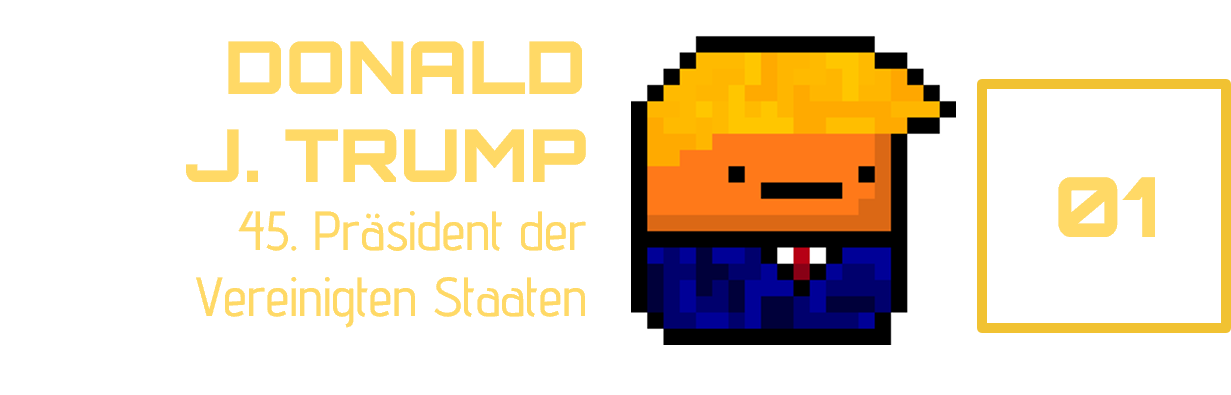 DONALD
J. TRUMP
45. Präsident der
Vereinigten Staaten
01